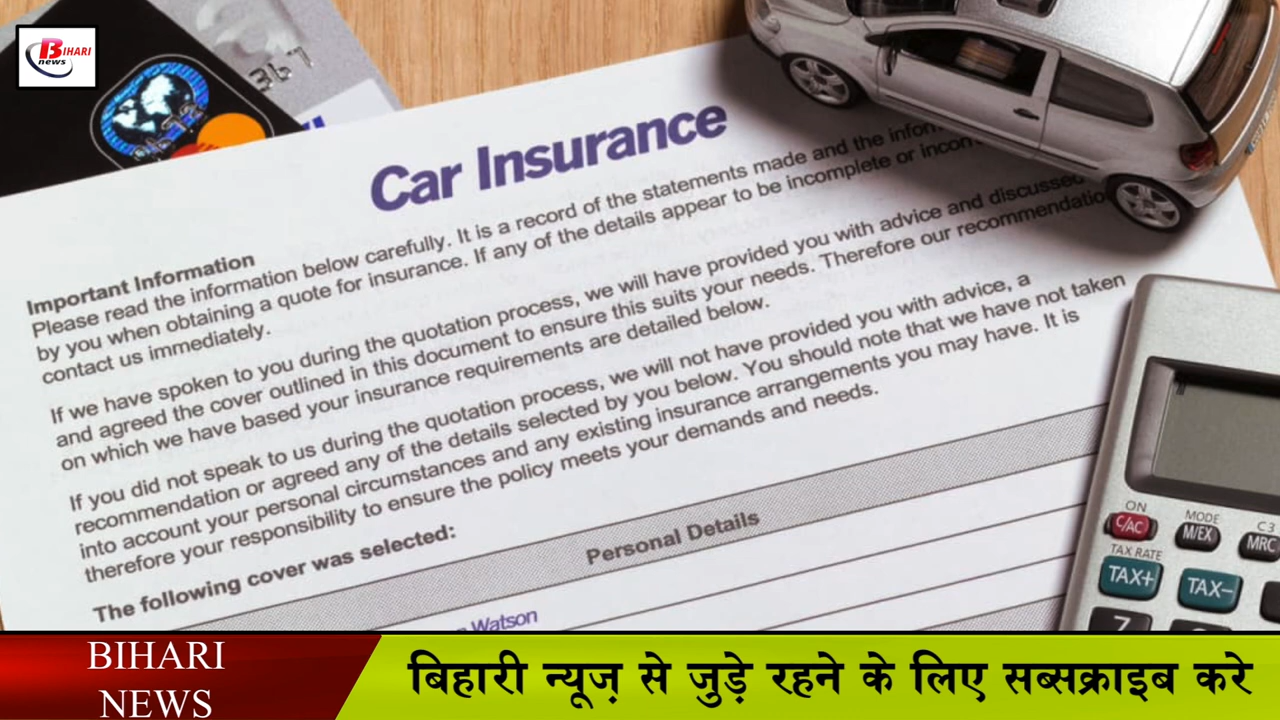 BIHARI
news
367
Car Insurance
Important Information
Please read the information below carefully. It is a record of the statements made and the
by you when obtaining a quote for insurance. If any of the details appear to be incomplete or
contact us immediately.
If we have spoken to you during the quotation process, we will have provided you with advice and discussed
and agreed the cover outlined in this document to ensure this suits your needs. Therefore our
on which we have based your insurance requirements are detailed below.
If you did not speak to us during the quotation process, we will not have provided you with advice, a
recommendation or agreed any of the details selected by you below. You should note that we have not taken
into account your personal circumstances and any existing insurance arrangements you may have. It is
therefore your responsibility to ensure the policy meets your demands and needs.
The following cover was selected:
Personal Details
Watson
ON
C/AC
MODE
M/EX
C3
MRC
TAX RATE
TAX+
TAX−
7
BIHARI
NEWS
बिहारी न्यूज़ से जुड़े रहने के लिए सब्सक्राइब करे